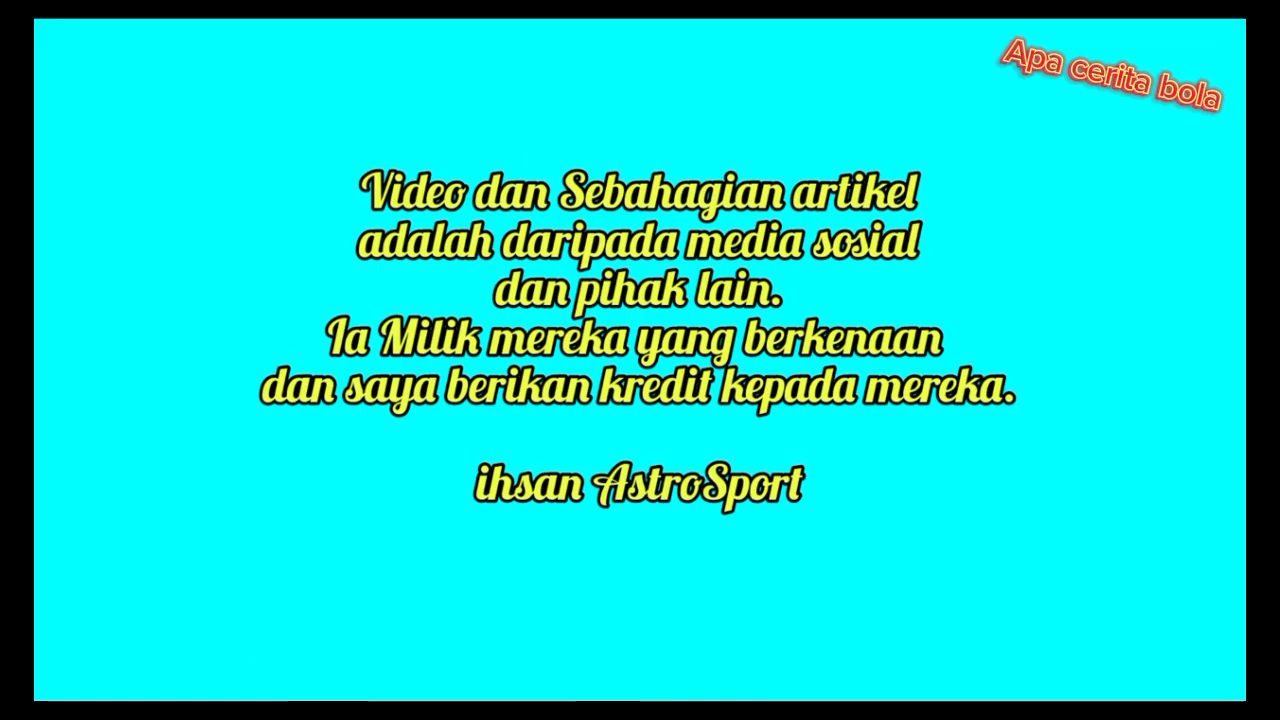 Apa cerita bola
Video dan Sebahagian artikel
adalah daripada media sosial
dan pihak lain.
Ia Milik mereka yang berkenaan
dan saya berikan kredit kepada mereka.
ihsan AstroSport